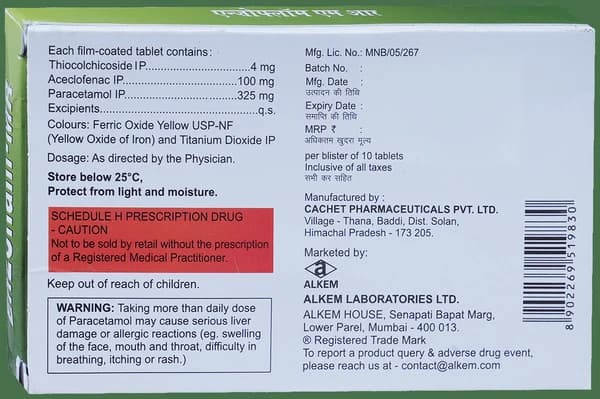 एन्ज़ोफ्लाम एम आर
Each film-coated tablet contains:
Thiocolchicoside I.P..............................4 mg
Aceclofenac IP..............................100 mg
Paracetamol IP..............................325 mg
Excipients..............................q.s.
Colours: Ferric Oxide Yellow USP-NF
(Yellow Oxide of Iron) and Titanium Dioxide IP
Dosage: As directed by the Physician.
Store below 25°C,
Protect from light and moisture.
SCHEDULE H PRESCRIPTION DRUG
- CAUTION
Not to be sold by retail without the prescription
of a Registered Medical Practitioner.
Keep out of reach of children.
WARNING: Taking more than daily dose
of Paracetamol may cause serious liver
damage or allergic reactions (eg. swelling
of the face, mouth and throat, difficulty in
breathing, itching or rash.)
Mfg. Lic. No.: MNB/05/267
Batch No. :
Mfg. Date :
उत्पादन की तिथि
Expiry Date :
समाप्ति की तिथि
MRP ₹ :
अधिकतम खुदरा मूल्य
per blister of 10 tablets
Inclusive of all taxes
सभी कर सहित
Manufactured by :
CACHET PHARMACEUTICALS PVT. LTD.
Village - Thana, Baddi, Dist. Solan,
Himachal Pradesh - 173 205.
Marketed by:
ALKEM
ALKEM LABORATORIES LTD.
ALKEM HOUSE, Senapati Bapat Marg,
Lower Parel, Mumbai - 400 013.
® Registered Trade Mark
To report a product query & adverse drug event,
please reach us at - contact@alkem.com
8 902269 519830